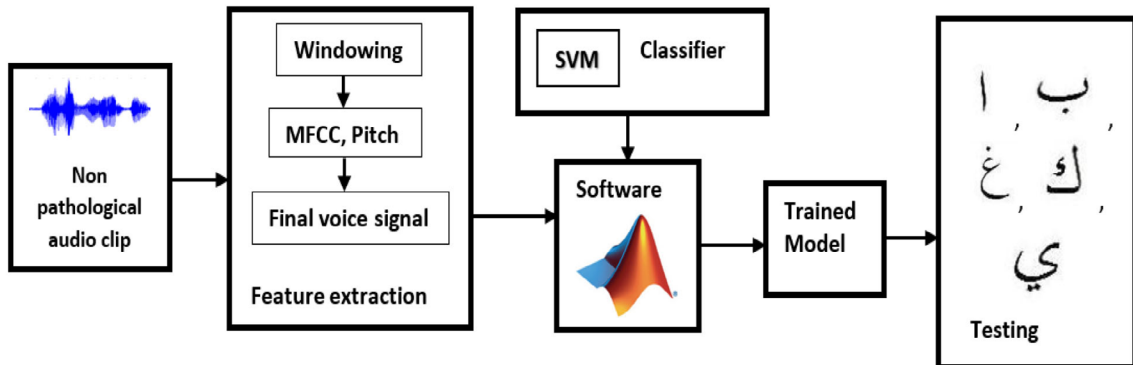 Non
pathological
audio clip
Windowing
MFCC, Pitch
Final voice signal
Feature extraction
SVM
Classifier
Software
®
Trained
Model
ا , ب ,
غ , ك ,
ي
Testing